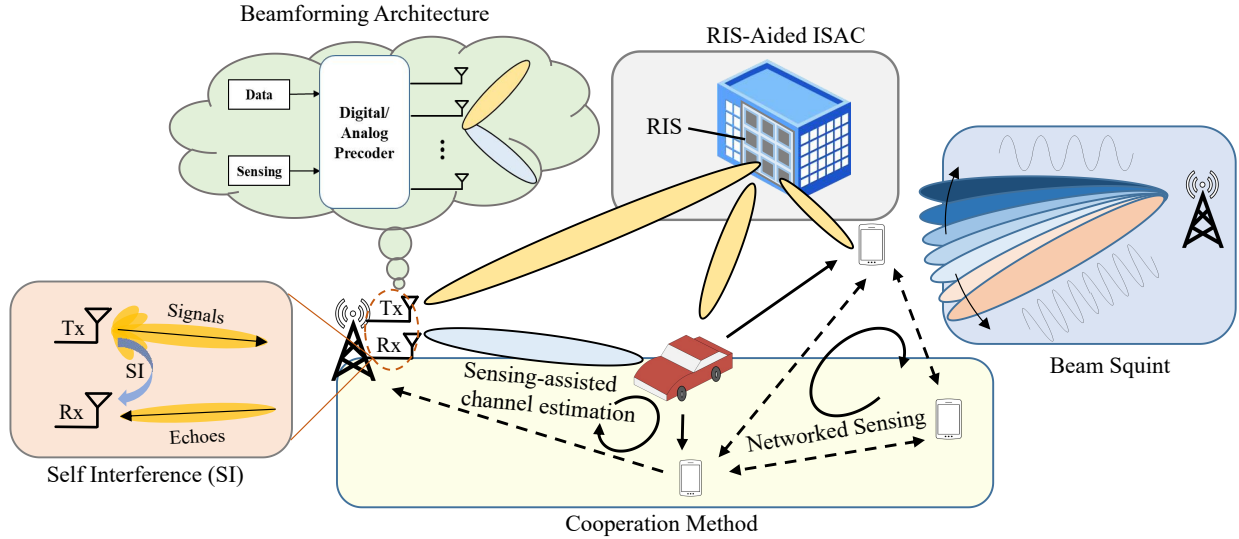 Beamforming Architecture
RIS-Aided ISAC
Data
Digital/
Analog
Precoder
Sensing
RIS
Tx
Signals
SI
Rx
Echoes
Self Interference (SI)
Tx
Rx
Sensing-assisted
channel estimation
Networked Sensing
Cooperation Method
Beam Squint